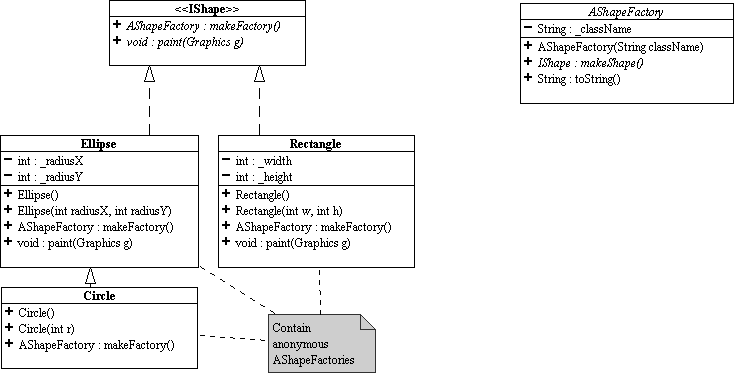 <<IShape>>
+ AShapeFactory : makeFactory()
+ void : paint(Graphics g)
AShapeFactory
- String : _className
+ AShapeFactory(String className)
+ IShape : makeShape()
+ String : toString()
Ellipse
- int : _radiusX
- int : _radiusY
+ Ellipse()
+ Ellipse(int radiusX, int radiusY)
+ AShapeFactory : makeFactory()
+ void : paint(Graphics g)
Rectangle
- int : _width
- int : _height
+ Rectangle()
+ Rectangle(int w, int h)
+ AShapeFactory : makeFactory()
+ void : paint(Graphics g)
Circle
+ Circle()
+ Circle(int r)
+ AShapeFactory : makeFactory()
Contain
anonymous
AShapeFactories